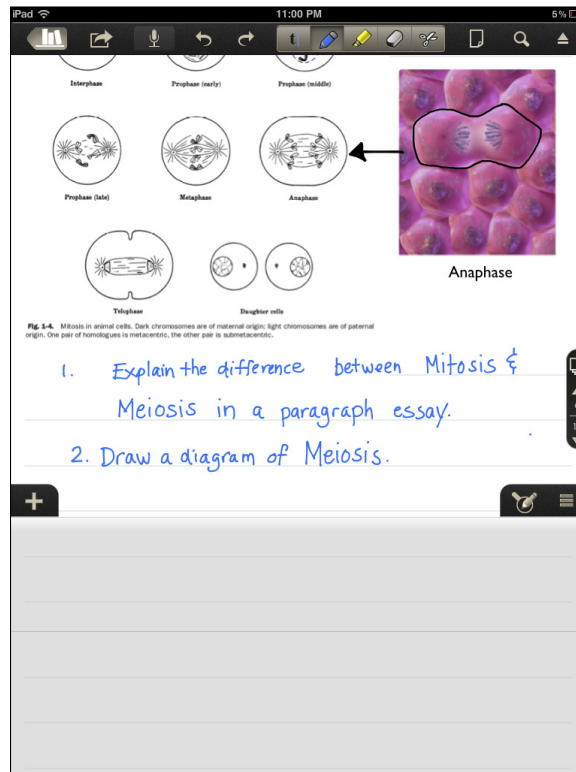 iPad
11:00 PM
5%
t
Interphase
Prophase (early)
Prophase (middle)
Prophase (late)
Metaphase
Anaphase
Anaphase
Telophase
Daughter cells
Fig. 1-4. Mitosis in animal cells. Dark chromosomes are of maternal origin; light chromosomes are of paternal
origin. One pair of homologues is metacentric, the other pair is submetacentric.
1. Explain the difference between Mitosis &
Meiosis in a paragraph essay.
2. Draw a diagram of Meiosis.